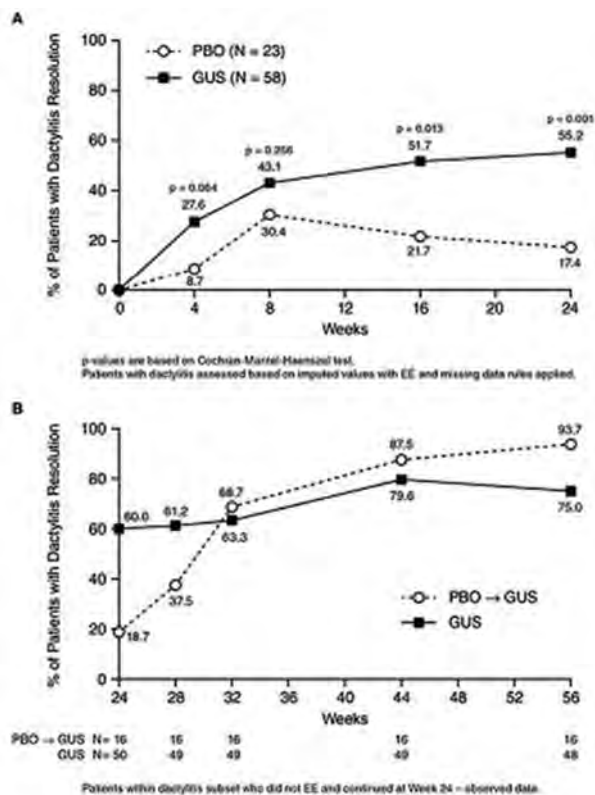 A
% of Patients with Dactylitis Resolution
100
80
60
40
20
0
PBO (N = 23)
GUS (N = 58)
p = 0.064
27.6
8.7
p = 0.256
43.1
30.4
p = 0.013
51.7
21.7
p < 0.001
55.2
17.4
0 4 8 12 16 20 24
Weeks
p-values are based on Cochran-Mantel-Haenszel test.
Patients with dactylitis assessed based on imputed values with EE and missing data rules applied.
B
% of Patients with Dactylitis Resolution
100
80
60
40
20
0
60.0
61.2
68.7
87.5
93.7
18.7
37.5
63.3
79.6
75.0
PBO → GUS
GUS
24 28 32 36 40 44 48 52 56
Weeks
PBO → GUS N= 16 16 16 16 16
GUS N= 50 49 49 49 48
Patients within dactylitis subset who did not EE and continued at Week 24 – observed data.